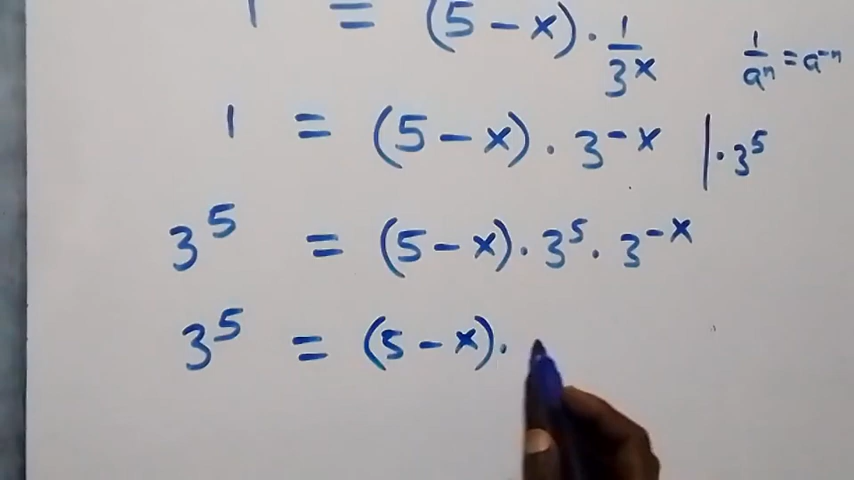 1 = (5 - x) · 1/3^x
1/a^n = a^-n
1 = (5 - x) · 3^-x | · 3^5
3^5 = (5 - x) · 3^5 · 3^-x
3^5 = (5 - x) ·